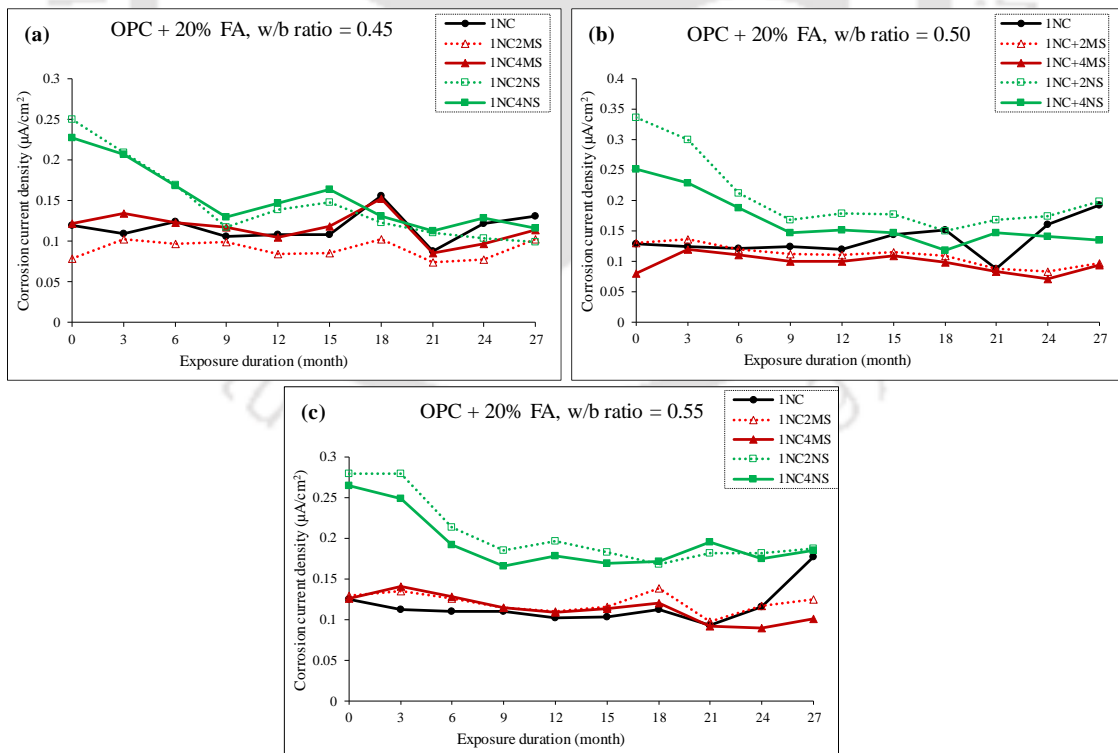 (a) OPC + 20% FA, w/b ratio = 0.45
1NC
1NC2MS
1NC4MS
1NC2NS
1NC4NS
Corrosion current density (µA/cm²)
0.3
0.25
0.2
0.15
0.1
0.05
0
0 3 6 9 12 15 18 21 24 27
Exposure duration (month)
(b) OPC + 20% FA, w/b ratio = 0.50
1NC
1NC+2MS
1NC+4MS
1NC+2NS
1NC+4NS
Corrosion current density (µA/cm²)
0.4
0.35
0.3
0.25
0.2
0.15
0.1
0.05
0
0 3 6 9 12 15 18 21 24 27
Exposure duration (month)
(c) OPC + 20% FA, w/b ratio = 0.55
1NC
1NC2MS
1NC4MS
1NC2NS
1NC4NS
Corrosion current density (µA/cm²)
0.3
0.25
0.2
0.15
0.1
0.05
0
0 3 6 9 12 15 18 21 24 27
Exposure duration (month)